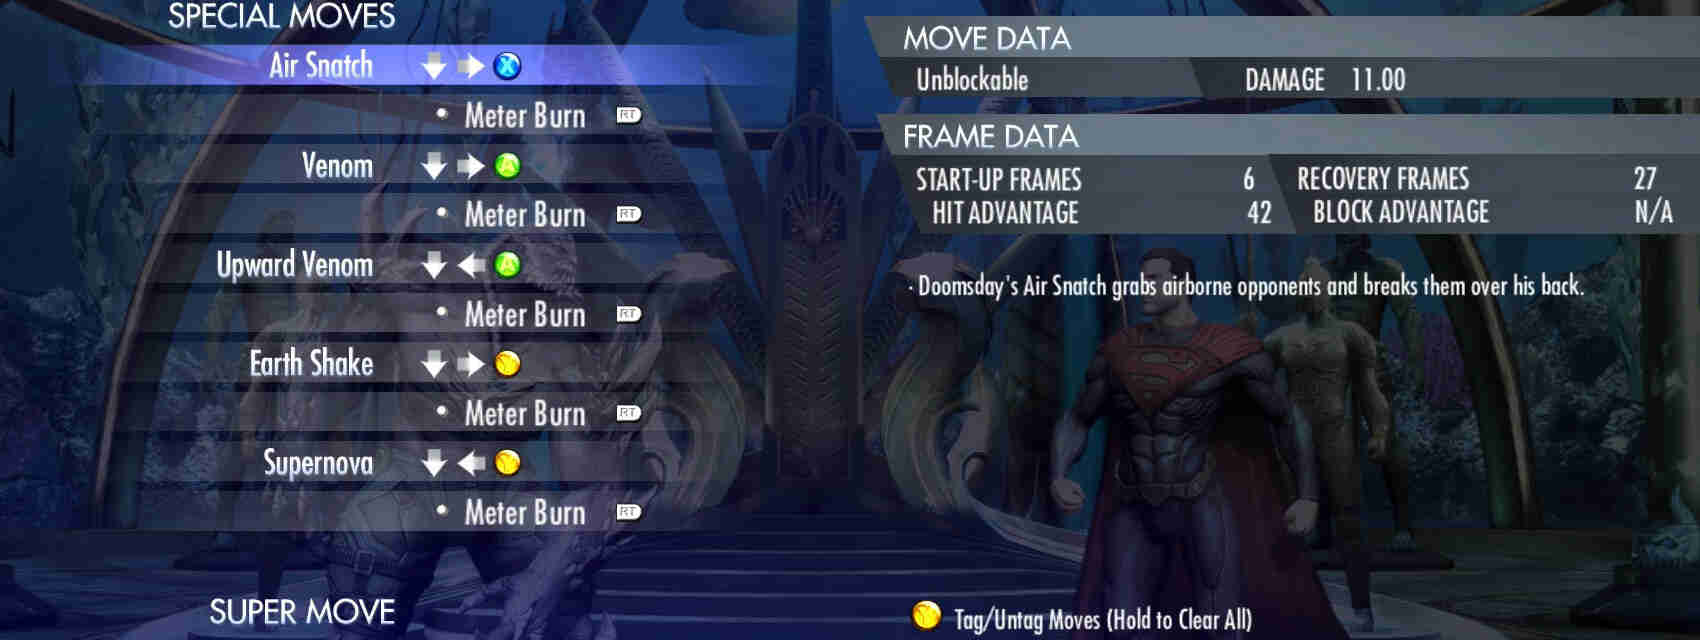 SPECIAL MOVES
Air Snatch X
• Meter Burn RT
Venom A
• Meter Burn RT
Upward Venom A
• Meter Burn RT
Earth Shake Y
• Meter Burn RT
Supernova Y
• Meter Burn RT
SUPER MOVE
MOVE DATA
Unblockable DAMAGE 11.00
FRAME DATA
START-UP FRAMES 6 RECOVERY FRAMES 27
HIT ADVANTAGE 42 BLOCK ADVANTAGE N/A
· Doomsday's Air Snatch grabs airborne opponents and breaks them over his back.
Y Tag/Untag Moves (Hold to Clear All)